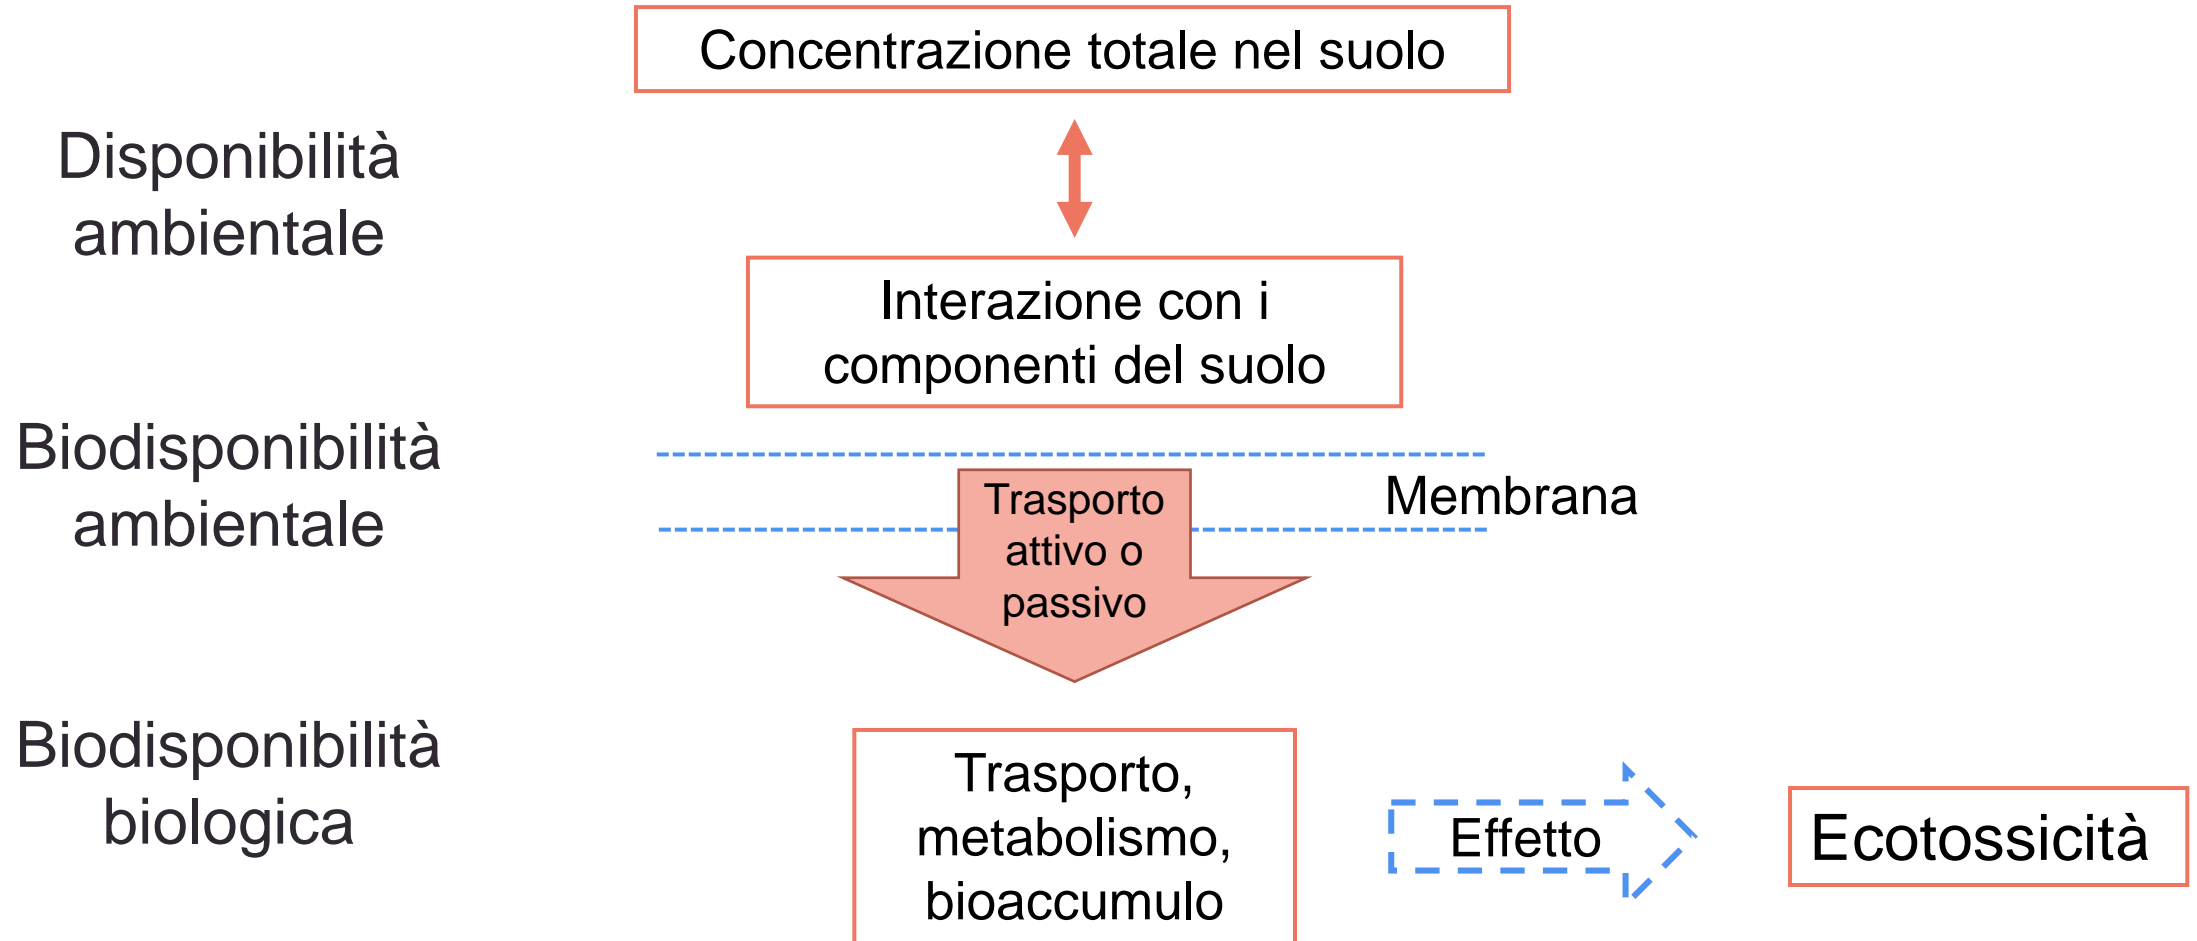 Concentrazione totale nel suolo
Disponibilità
ambientale
Interazione con i
componenti del suolo
Biodisponibilità
ambientale
Membrana
Trasporto
attivo o
passivo
Biodisponibilità
biologica
Trasporto,
metabolismo,
bioaccumulo
Effetto
Ecotossicità